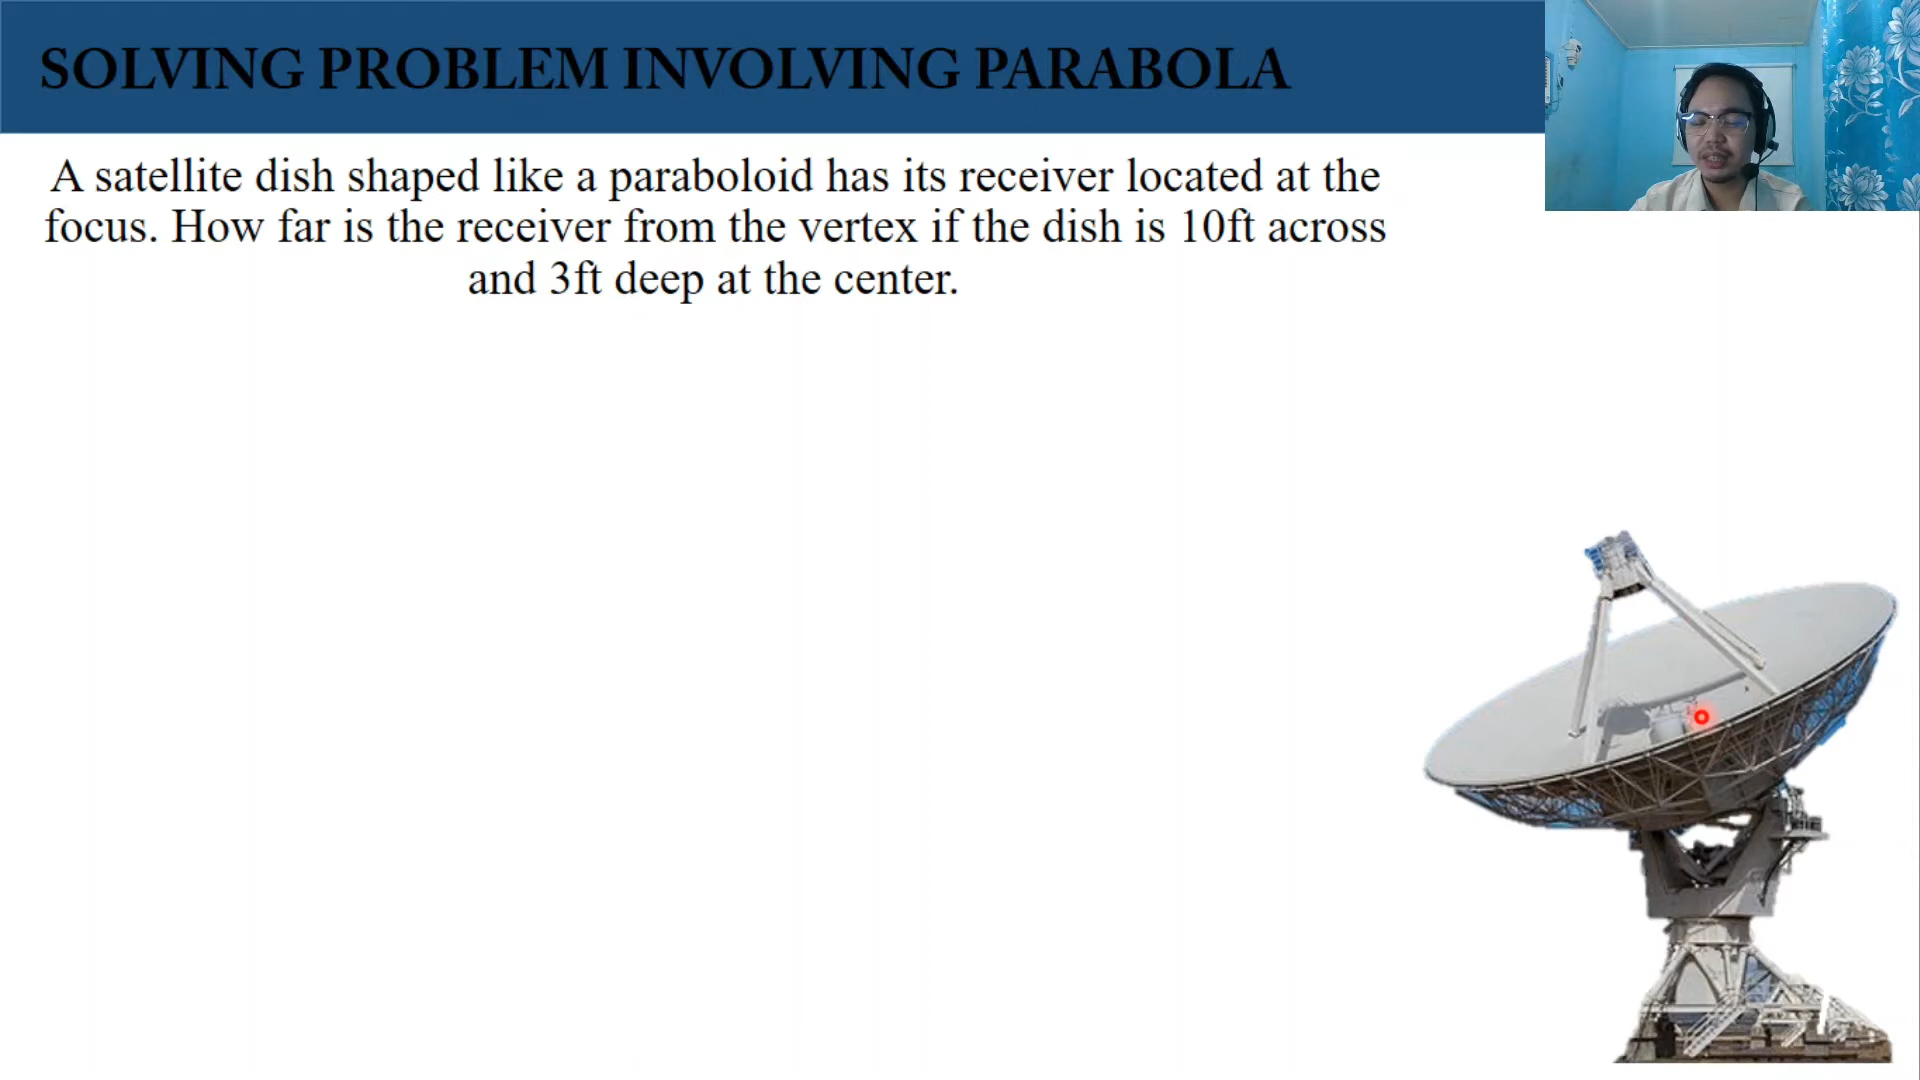 SOLVING PROBLEM INVOLVING PARABOLA
A satellite dish shaped like a paraboloid has its receiver located at the
focus. How far is the receiver from the vertex if the dish is 10ft across
and 3ft deep at the center.